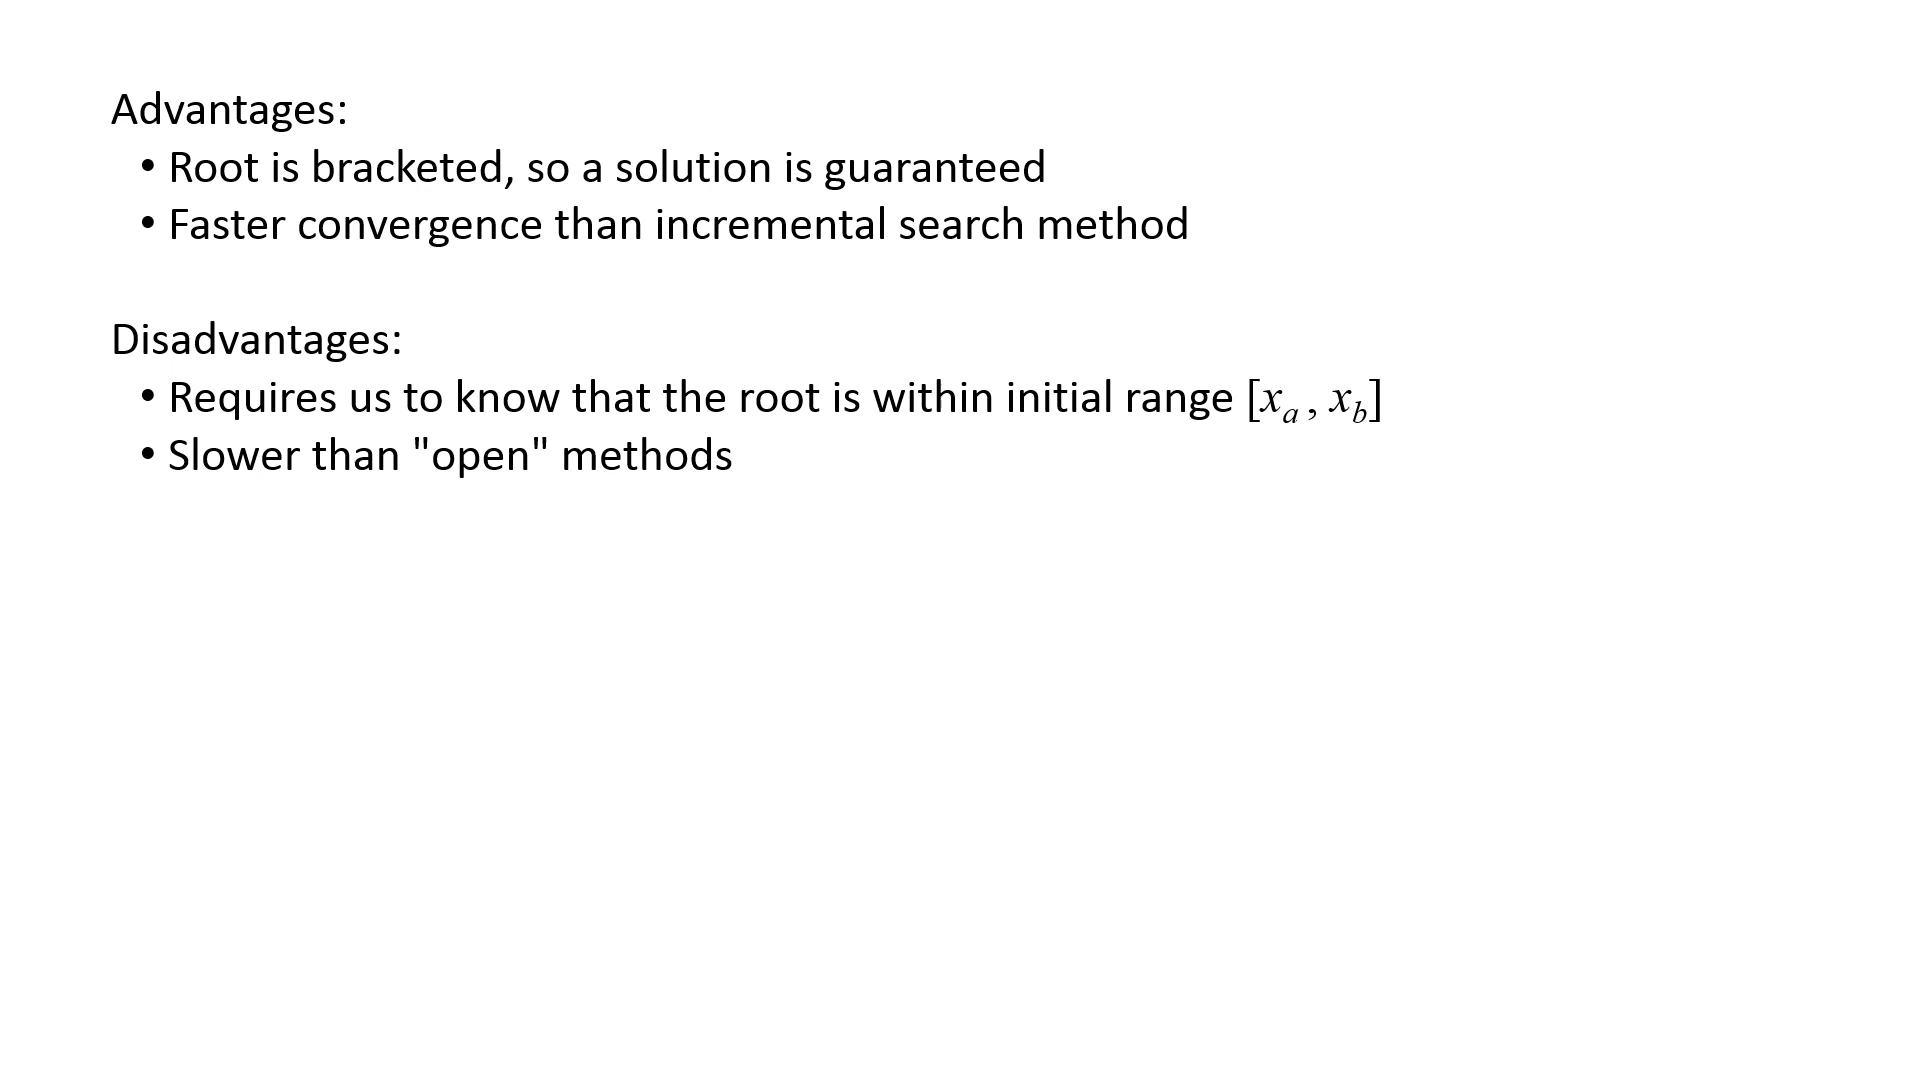 Advantages:
• Root is bracketed, so a solution is guaranteed
• Faster convergence than incremental search method
Disadvantages:
• Requires us to know that the root is within initial range [xₐ , x_b]
• Slower than "open" methods